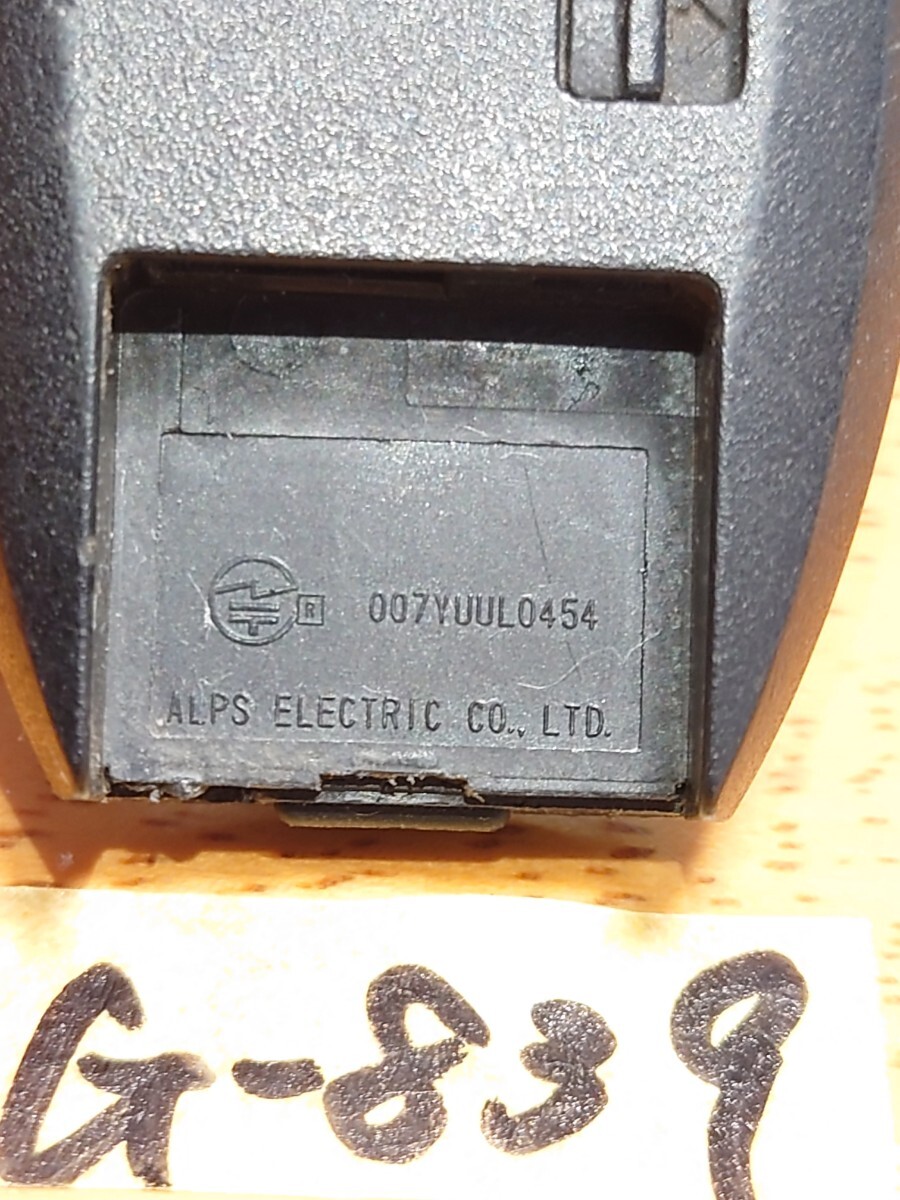 R 007YUUL0454
ALPS ELECTRIC CO., LTD.
G-839